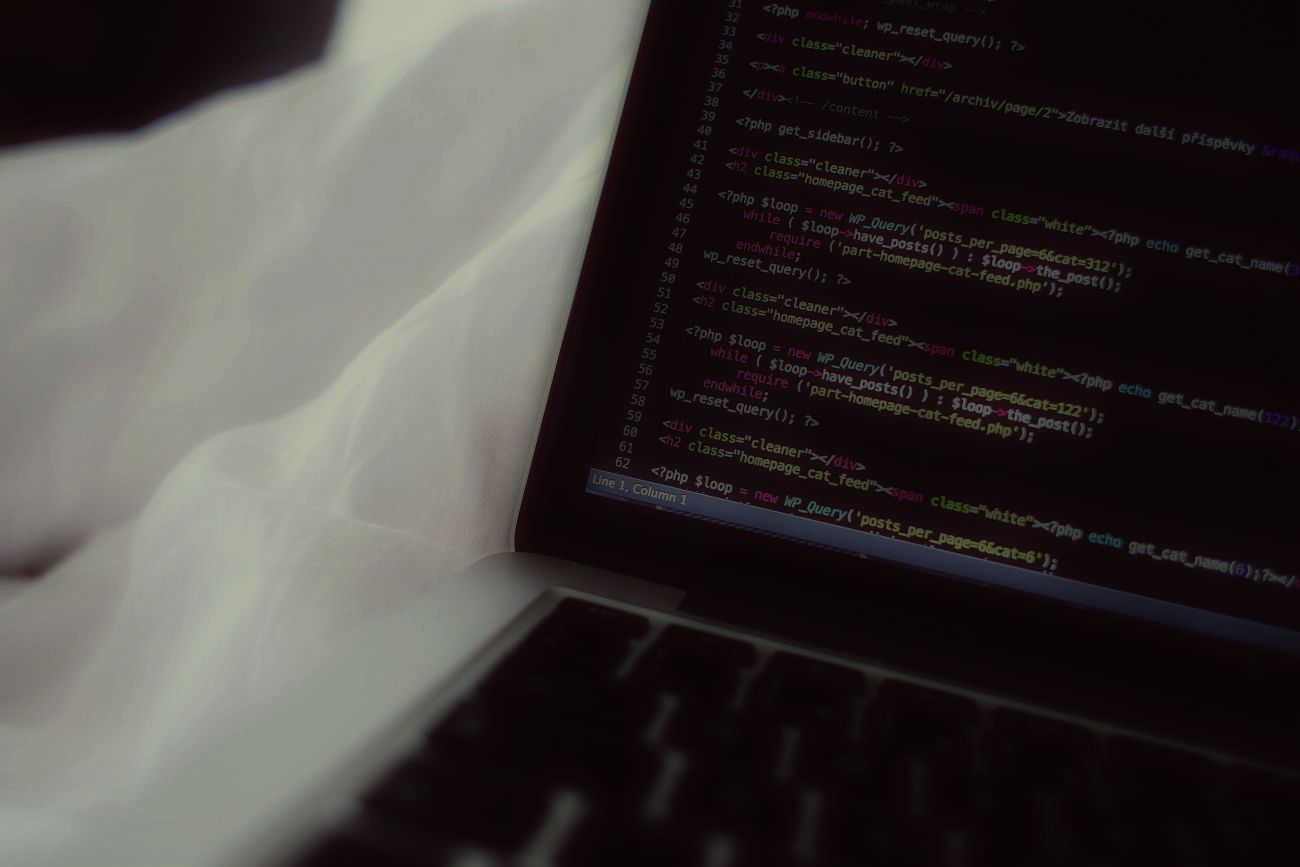 31 post_wrap -->
32 <?php endwhile; wp_reset_query(); ?>
33
34 <div class="cleaner"></div>
35
36 <p><a class="button" href="/archiv/page/2">Zobrazit další příspěvky &raqu
37
38 </div><!-- /content -->
39
40 <?php get_sidebar(); ?>
41
42 <div class="cleaner"></div>
43 <h2 class="homepage_cat_feed"><span class="white"><?php echo get_cat_name(3
44
45 <?php $loop = new WP_Query('posts_per_page=6&cat=312');
46 while ( $loop->have_posts() ) : $loop->the_post();
47 require ('part-homepage-cat-feed.php');
48 endwhile;
49 wp_reset_query(); ?>
50
51 <div class="cleaner"></div>
52 <h2 class="homepage_cat_feed"><span class="white"><?php echo get_cat_name(122);
53
54 <?php $loop = new WP_Query('posts_per_page=6&cat=122');
55 while ( $loop->have_posts() ) : $loop->the_post();
56 require ('part-homepage-cat-feed.php');
57 endwhile;
58 wp_reset_query(); ?>
59
60 <div class="cleaner"></div>
61 <h2 class="homepage_cat_feed"><span class="white"><?php echo get_cat_name(6);?></
62
<?php $loop = new WP_Query('posts_per_page=6&cat=6');
Line 1, Column 1